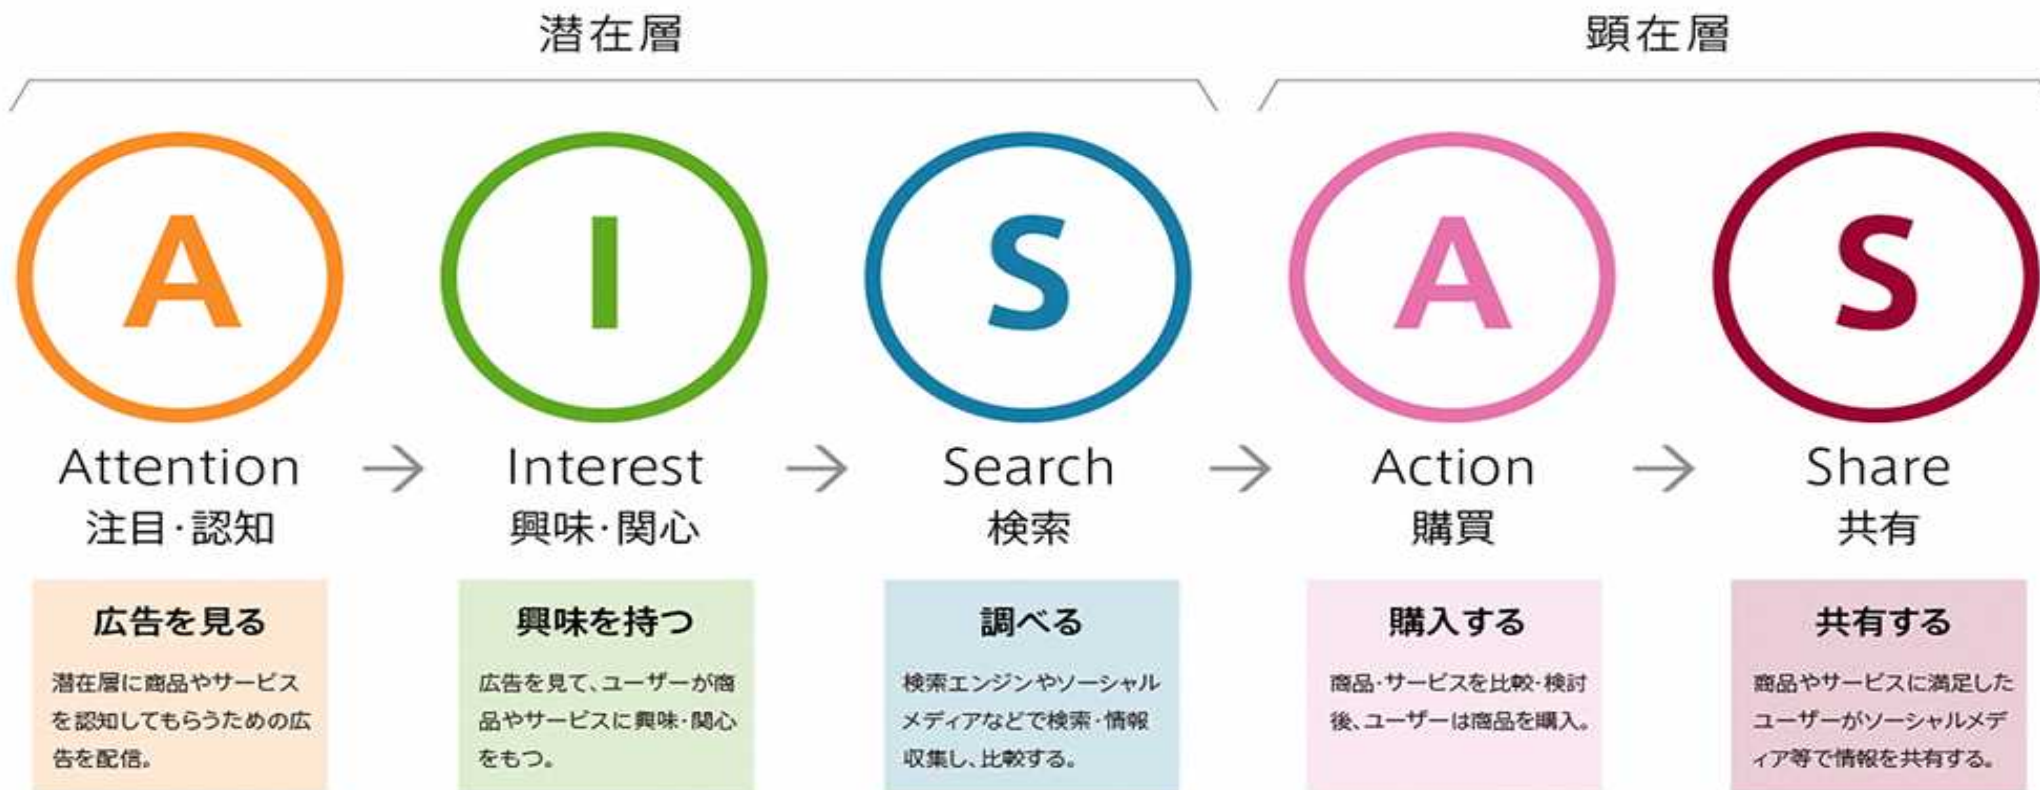 潜在層
顕在層
A
I
S
A
S
Attention
注目・認知
→
Interest
興味・関心
→
Search
検索
→
Action
購買
→
Share
共有
広告を見る
潜在層に商品やサービス
を認知してもらうための広
告を配信。
興味を持つ
広告を見て、ユーザーが商
品やサービスに興味・関心
をもつ。
調べる
検索エンジンやソーシャル
メディアなどで検索・情報
収集し、比較する。
購入する
商品・サービスを比較・検討
後、ユーザーは商品を購入。
共有する
商品やサービスに満足した
ユーザーがソーシャルメデ
ィア等で情報を共有する。